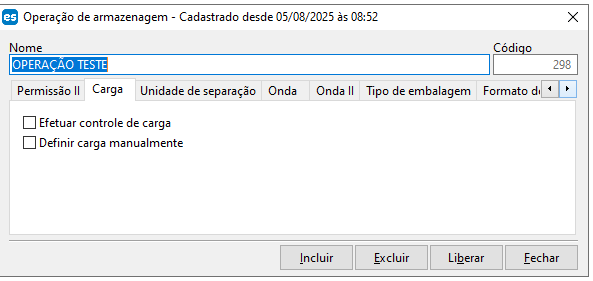 es Operação de armazenagem - Cadastrado desde 05/08/2025 às 08:52
Nome Código
OPERAÇÃO TESTE 298
Permissão II Carga Unidade de separação Onda Onda II Tipo de embalagem Formato
Efetuar controle de carga
Definir carga manualmente
Incluir Excluir Liberar Fechar